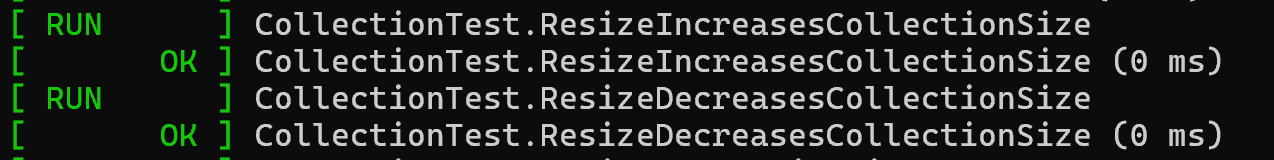 [ RUN      ] CollectionTest.ResizeIncreasesCollectionSize
[       OK ] CollectionTest.ResizeIncreasesCollectionSize (0 ms)
[ RUN      ] CollectionTest.ResizeDecreasesCollectionSize
[       OK ] CollectionTest.ResizeDecreasesCollectionSize (0 ms)